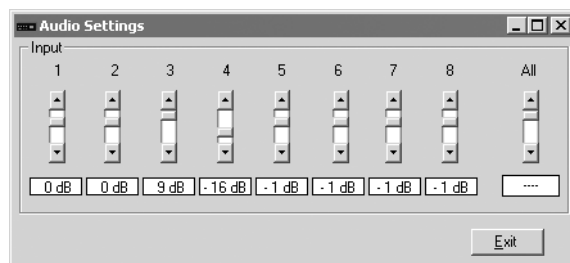 Audio Settings
Input
1 2 3 4 5 6 7 8 All
0 dB 0 dB 9 dB - 16 dB - 1 dB - 1 dB - 1 dB - 1 dB ----
Exit